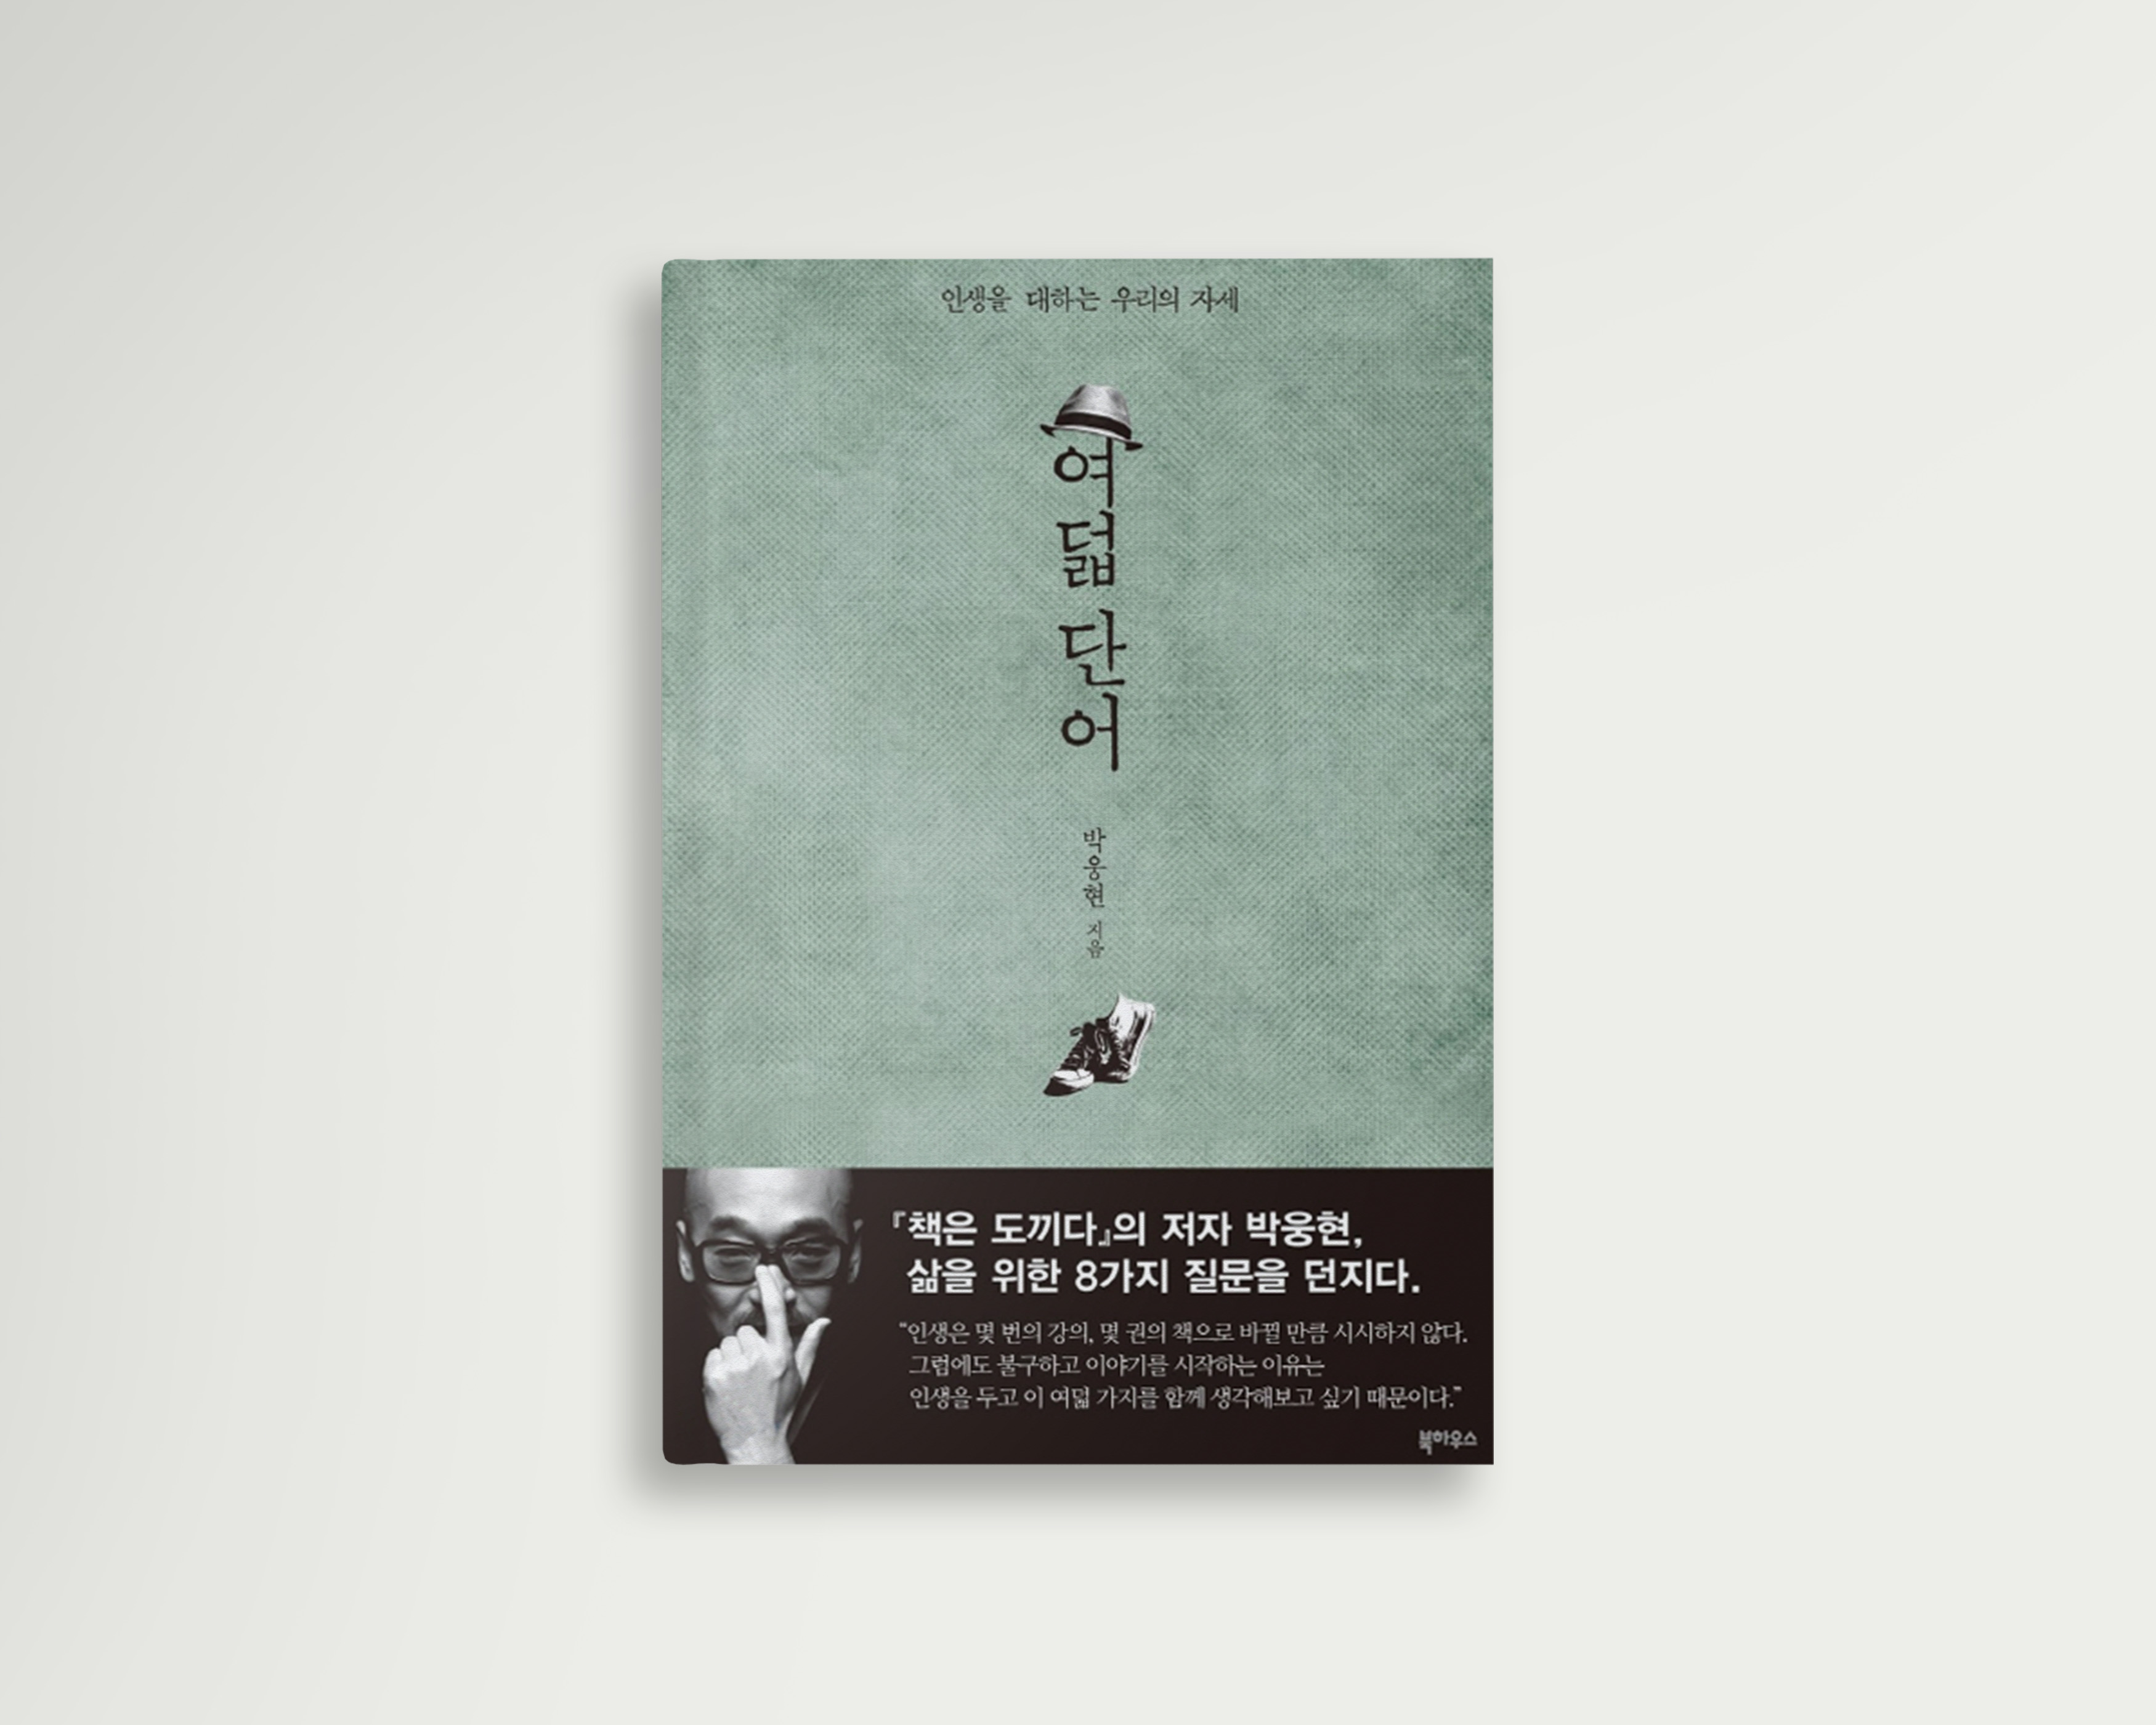 인생을 대하는 우리의 자세
여덟 단어
박웅현 지음
『책은 도끼다』의 저자 박웅현,
삶을 위한 8가지 질문을 던지다.
“인생은 몇 번의 강의, 몇 권의 책으로 바뀔 만큼 시시하지 않다.
그럼에도 불구하고 이야기를 시작하는 이유는
인생을 두고 이 여덟 가지를 함께 생각해보고 싶기 때문이다.”
북하우스